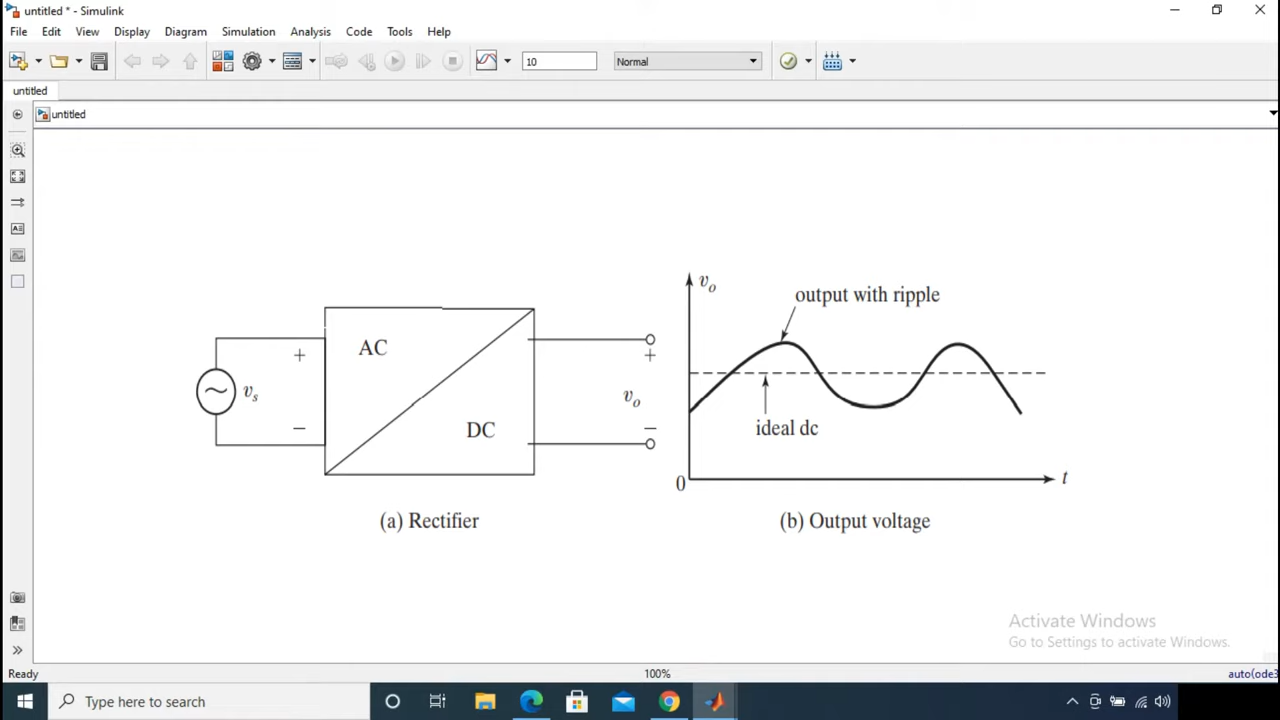 untitled * - Simulink
File Edit View Display Diagram Simulation Analysis Code Tools Help
10 Normal
untitled
untitled
AC
DC
+
−
vs
+
vo
−
vo
output with ripple
ideal dc
0
t
(a) Rectifier
(b) Output voltage
Activate Windows
Go to Settings to activate Windows.
Ready 100% auto(ode3
Type here to search